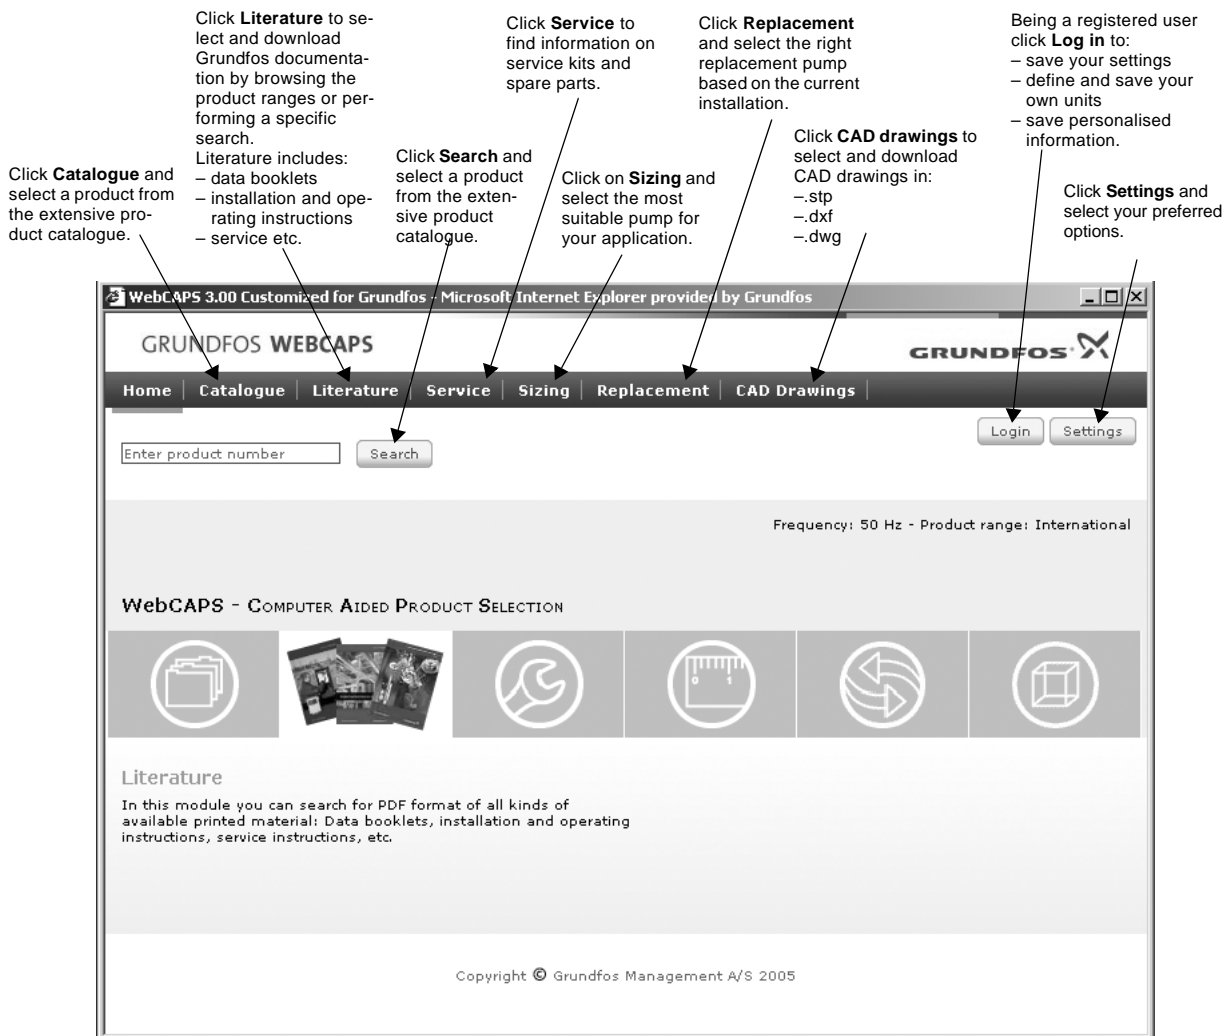 Click Literature to se-
lect and download
Grundfos documenta-
tion by browsing the
product ranges or per-
forming a specific
search.
Literature includes:
– data booklets
– installation and ope-
rating instructions
– service etc.
Click Service to
find information on
service kits and
spare parts.
Click Replacement
and select the right
replacement pump
based on the current
installation.
Being a registered user
click Log in to:
– save your settings
– define and save your
own units
– save personalised
information.
Click Catalogue and
select a product from
the extensive pro-
duct catalogue.
Click Search and
select a product
from the exten-
sive product
catalogue.
Click on Sizing and
select the most
suitable pump for
your application.
Click CAD drawings to
select and download
CAD drawings in:
–.stp
–.dxf
–.dwg
Click Settings and
select your preferred
options.
WebCAPS 3.00 Customized for Grundfos - Microsoft Internet Explorer provided by Grundfos
GRUNDFOS WEBCAPS
GRUNDFOS
Home | Catalogue | Literature | Service | Sizing | Replacement | CAD Drawings |
Login Settings
Enter product number Search
Frequency: 50 Hz - Product range: International
WebCAPS - Computer Aided Product Selection
0 1
Literature
In this module you can search for PDF format of all kinds of
available printed material: Data booklets, installation and operating
instructions, service instructions, etc.
Copyright © Grundfos Management A/S 2005